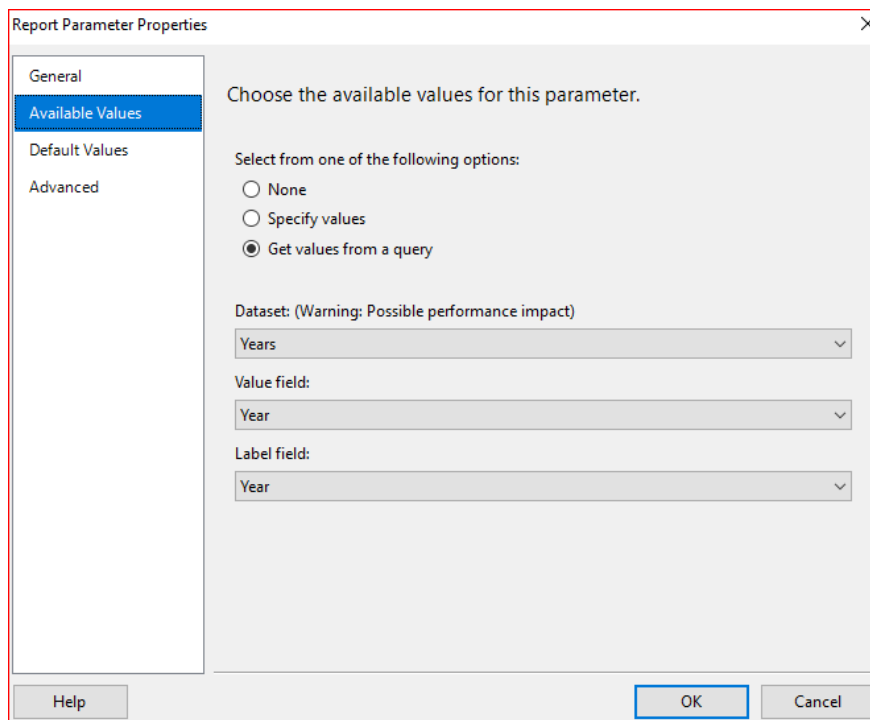 Report Parameter Properties
General
Available Values
Default Values
Advanced
Choose the available values for this parameter.
Select from one of the following options:
None
Specify values
Get values from a query
Dataset: (Warning: Possible performance impact)
Years
Value field:
Year
Label field:
Year
Help
OK
Cancel